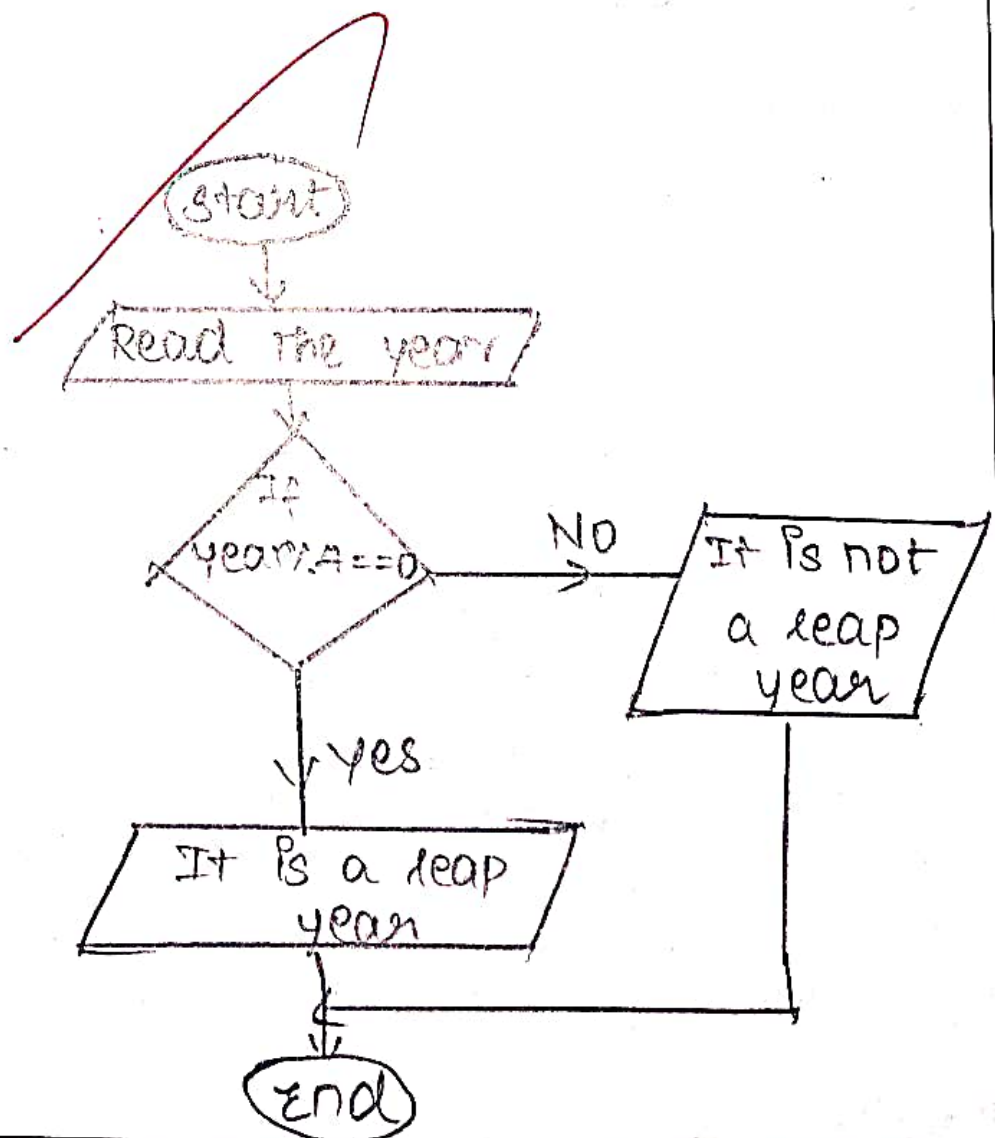 start
Read the year
If
year%4==0
NO
It is not
a leap
year
yes
It is a leap
year
End